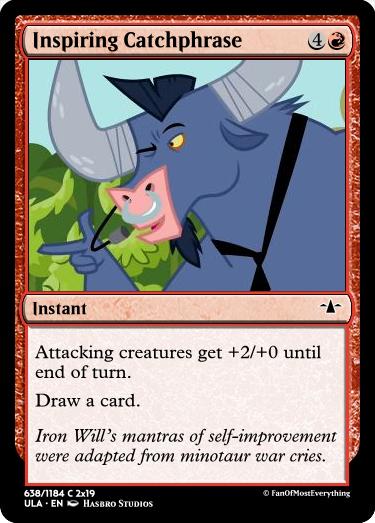 Inspiring Catchphrase 4
Instant
Attacking creatures get +2/+0 until
end of turn.
Draw a card.
Iron Will's mantras of self-improvement
were adapted from minotaur war cries.
638/1184 C 2x19
ULA • EN Hasbro Studios
© FanOfMostEverything